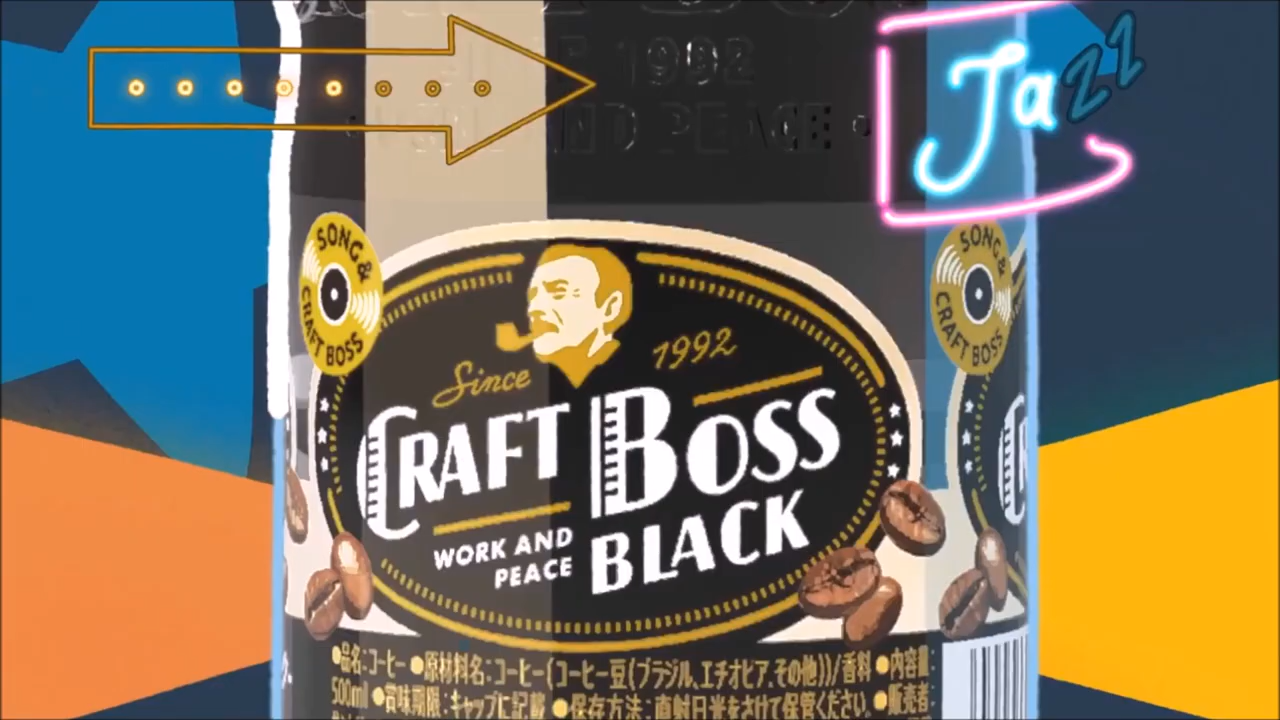 SINCE 1992
WORK AND PEACE
Jazz
SONG & CRAFT BOSS
SONG & CRAFT BOSS
Since 1992
CRAFT BOSS
WORK AND PEACE
BLACK
●品名:コーヒー ●原材料名:コーヒー(コーヒー豆(ブラジル、エチオピア、その他))/香料 ●内容量:
500ml ●賞味期限:キャップに記載 ●保存方法:直射日光をさけて保管ください。 ●販売者: